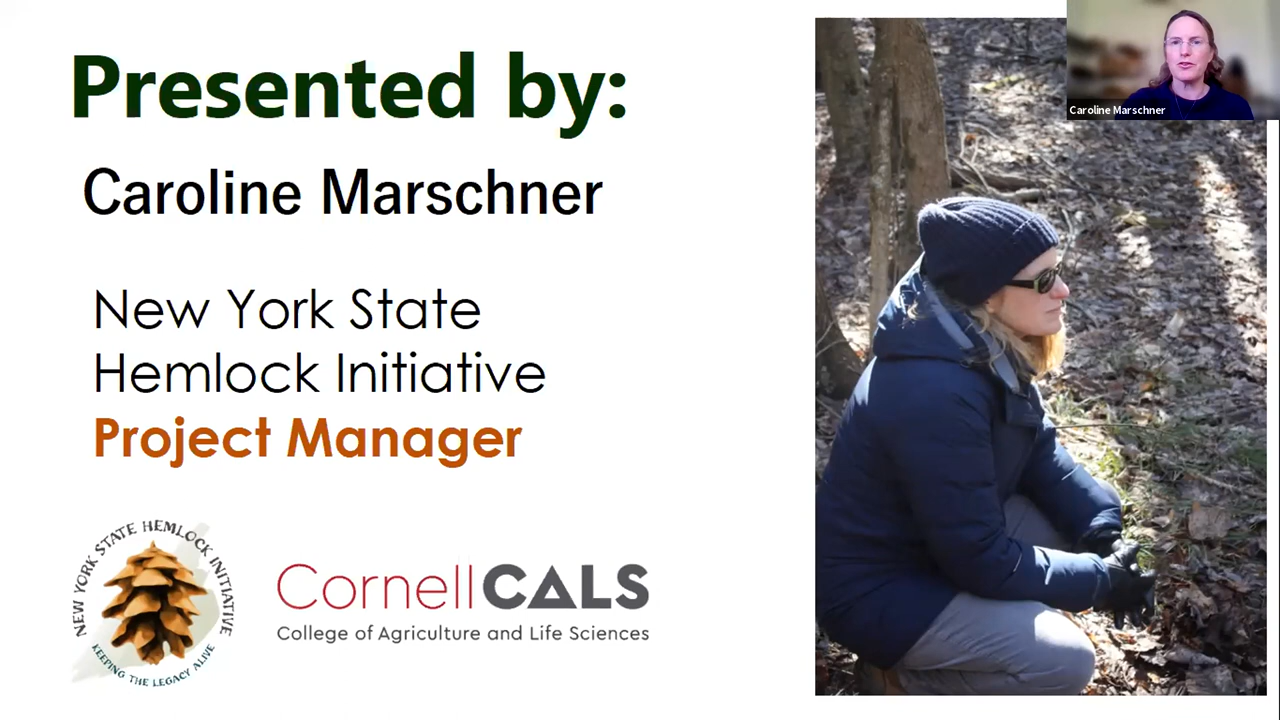 Presented by:
Caroline Marschner
Caroline Marschner
New York State
Hemlock Initiative
Project Manager
NEW YORK STATE HEMLOCK INITIATIVE
KEEPING THE LEGACY ALIVE
CornellCALS
College of Agriculture and Life Sciences